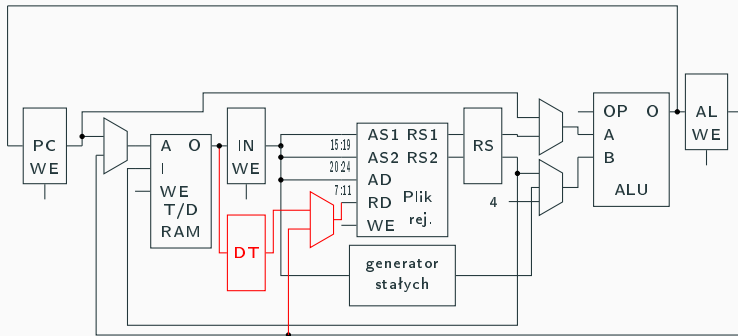 PC
WE
A O
I
WE
T/D
RAM
IN
WE
DT
15:19
20:24
7:11
AS1 RS1
AS2 RS2
AD
RD Plik
WE rej.
RS
generator
stałych
4
OP O
A
B
ALU
AL
WE